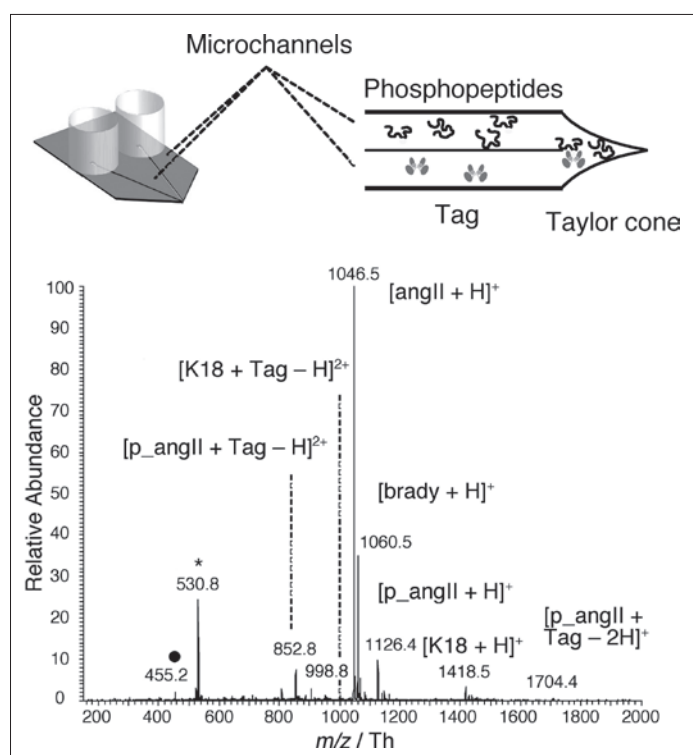 Microchannels
Phosphopeptides
Tag
Taylor cone
100
90
80
70
60
50
40
30
20
10
0
Relative Abundance
1046.5
[angII + H]⁺
[K18 + Tag – H]²⁺
[p_angII + Tag – H]²⁺
[brady + H]⁺
1060.5
*
530.8
[p_angII + H]⁺
[p_angII +
Tag – 2H]⁺
1126.4
[K18 + H]⁺
852.8
998.8
1418.5
1704.4
455.2
200 400 600 800 1000 1200 1400 1600 1800 2000
m/z / Th